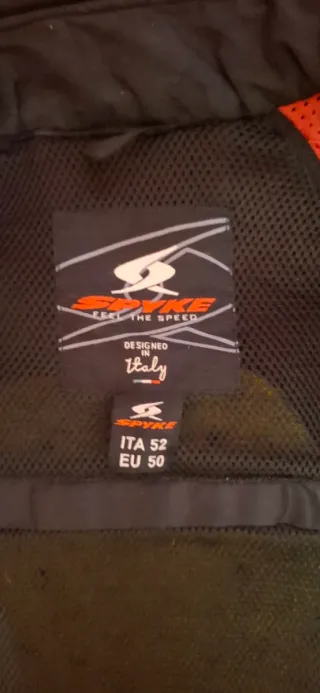 SPYKE
FEEL THE SPEED
DESIGNED
IN
Italy
SPYKE
ITA 52
EU 50